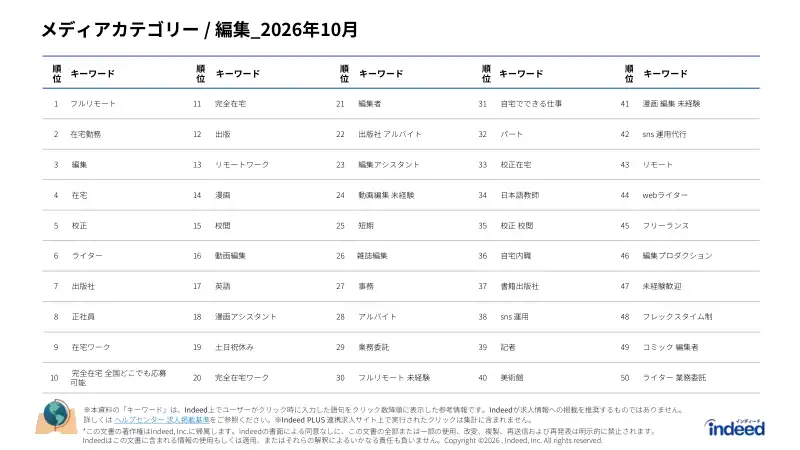 メディアカテゴリー / 編集_2026年10月
順位 キーワード 順位 キーワード 順位 キーワード 順位 キーワード 順位 キーワード
1 フルリモート 11 完全在宅 21 編集者 31 自宅でできる仕事 41 漫画 編集 未経験
2 在宅勤務 12 出版 22 出版社 アルバイト 32 パート 42 sns 運用代行
3 編集 13 リモートワーク 23 編集アシスタント 33 校正在宅 43 リモート
4 在宅 14 漫画 24 動画編集 未経験 34 日本語教師 44 webライター
5 校正 15 校閲 25 短期 35 校正 校閲 45 フリーランス
6 ライター 16 動画編集 26 雑誌編集 36 自宅内職 46 編集プロダクション
7 出版社 17 英語 27 事務 37 書籍出版社 47 未経験歓迎
8 正社員 18 漫画アシスタント 28 アルバイト 38 sns 運用 48 フレックスタイム制
9 在宅ワーク 19 土日祝休み 29 業務委託 39 記者 49 コミック 編集者
10 完全在宅 全国どこでも応募可能 20 完全在宅ワーク 30 フルリモート 未経験 40 美術館 50 ライター 業務委託
※本資料の「キーワード」は、Indeed上でユーザーがクリック時に入力した語句をクリック数降順に表示した参考情報です。Indeedが求人情報への掲載を推奨するものではありません。
詳しくは ヘルプセンター 求人掲載基準をご参照ください。※Indeed PLUS 連携求人サイト上で実行されたクリックは集計に含まれません。
*この文書の著作権はIndeed, Inc.に帰属します。Indeedの書面による同意なしに、この文書の全部または一部の使用、改変、複製、再送信および再発表は明示的に禁止されます。
Indeedはこの文書に含まれる情報の使用もしくは適用、またはそれらの解釈によるいかなる責任も負いません。Copyright ©2026 , Indeed, Inc. All rights reserved.
インディード
indeed